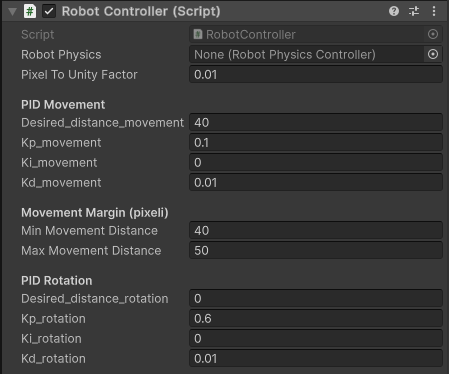 Robot Controller (Script)
Script RobotController
Robot Physics None (Robot Physics Controller)
Pixel To Unity Factor 0.01
PID Movement
Desired_distance_movement 40
Kp_movement 0.1
Ki_movement 0
Kd_movement 0.01
Movement Margin (pixeli)
Min Movement Distance 40
Max Movement Distance 50
PID Rotation
Desired_distance_rotation 0
Kp_rotation 0.6
Ki_rotation 0
Kd_rotation 0.01